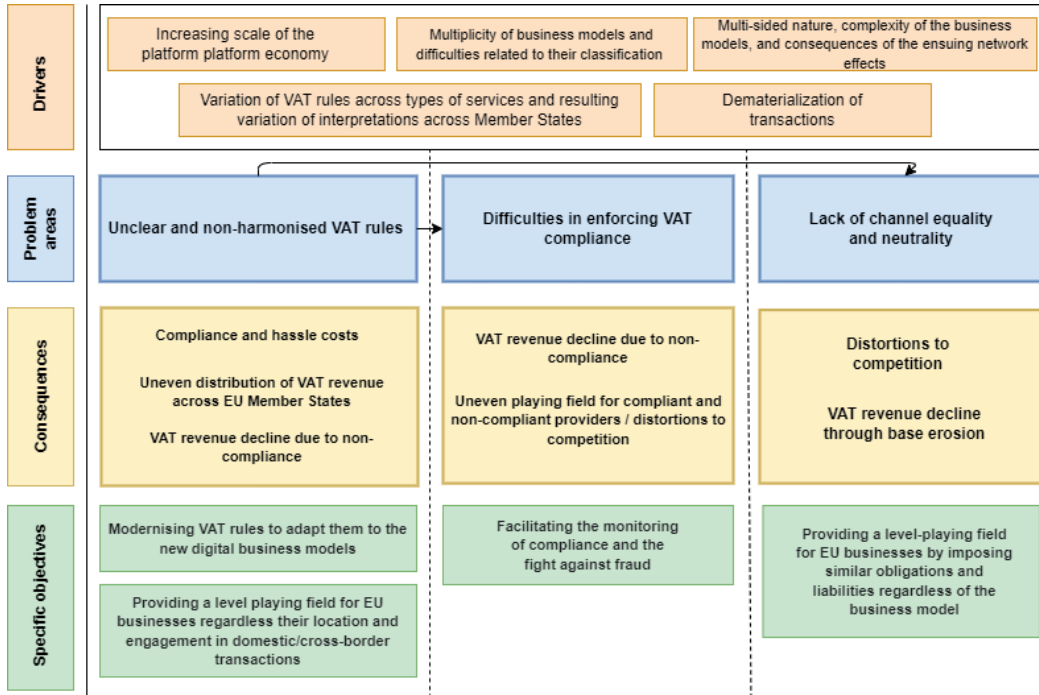 Drivers
Increasing scale of the
platform platform economy
Multiplicity of business models and
difficulties related to their classification
Multi-sided nature, complexity of the business
models, and consequences of the ensuing network
effects
Variation of VAT rules across types of services and resulting
variation of interpretations across Member States
Dematerialization of
transactions
Problem
areas
Unclear and non-harmonised VAT rules
Difficulties in enforcing VAT
compliance
Lack of channel equality
and neutrality
Consequences
Compliance and hassle costs
Uneven distribution of VAT revenue
across EU Member States
VAT revenue decline due to non-
compliance
VAT revenue decline due to non-
compliance
Uneven playing field for compliant and
non-compliant providers / distortions to
competition
Distortions to
competition
VAT revenue decline
through base erosion
Specific objectives
Modernising VAT rules to adapt them to the
new digital business models
Providing a level playing field for EU
businesses regardless their location and
engagement in domestic/cross-border
transactions
Facilitating the monitoring
of compliance and the
fight against fraud
Providing a level-playing field
for EU businesses by imposing
similar obligations and
liabilities regardless of the
business model